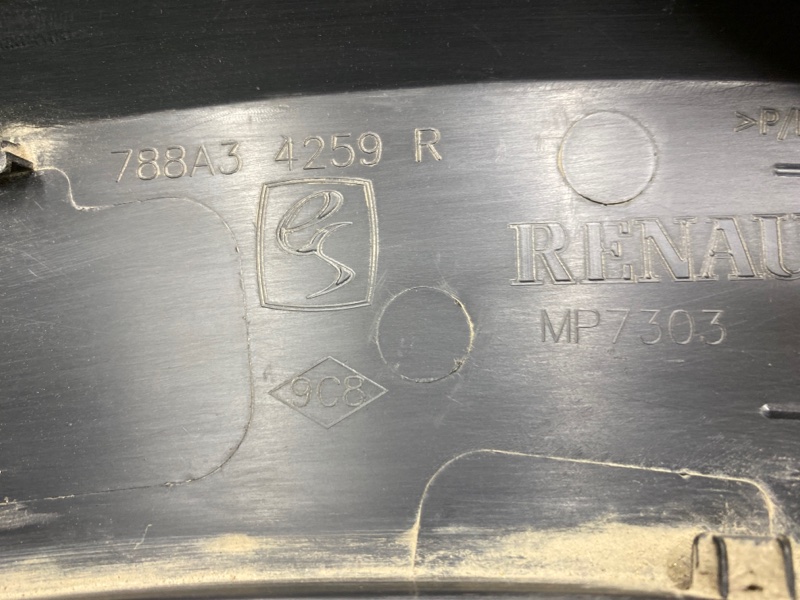 788A3 4259 R
>P/
RENAU
MP7303
9C8